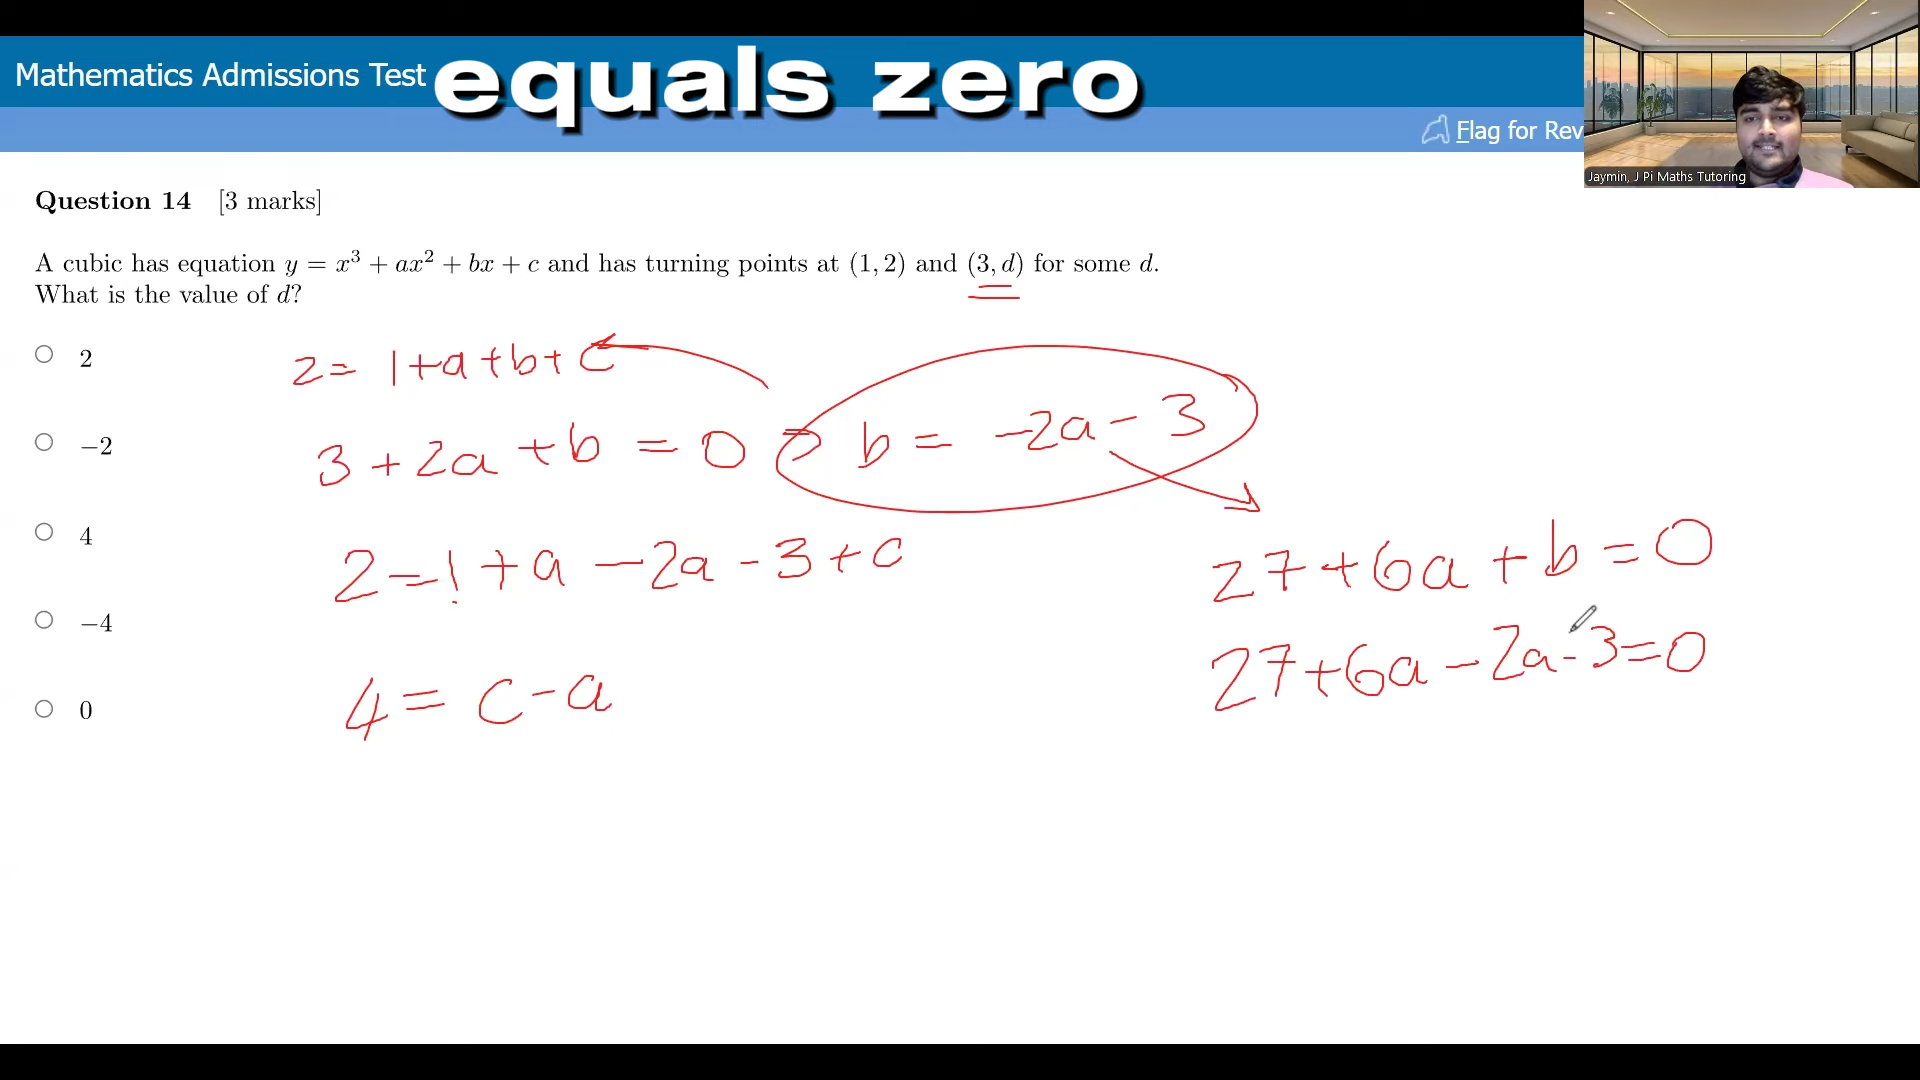 Mathematics Admissions Test
equals zero
Flag for Rev
Jaymin, J Pi Maths Tutoring
Question 14 [3 marks]
A cubic has equation y = x³ + ax² + bx + c and has turning points at (1, 2) and (3, d) for some d.
What is the value of d?
2
−2
4
−4
0
2 = 1 + a + b + c
3 + 2a + b = 0 ⇒ b = -2a - 3
2 = 1 + a - 2a - 3 + c
4 = c - a
27 + 6a + b = 0
27 + 6a - 2a - 3 = 0